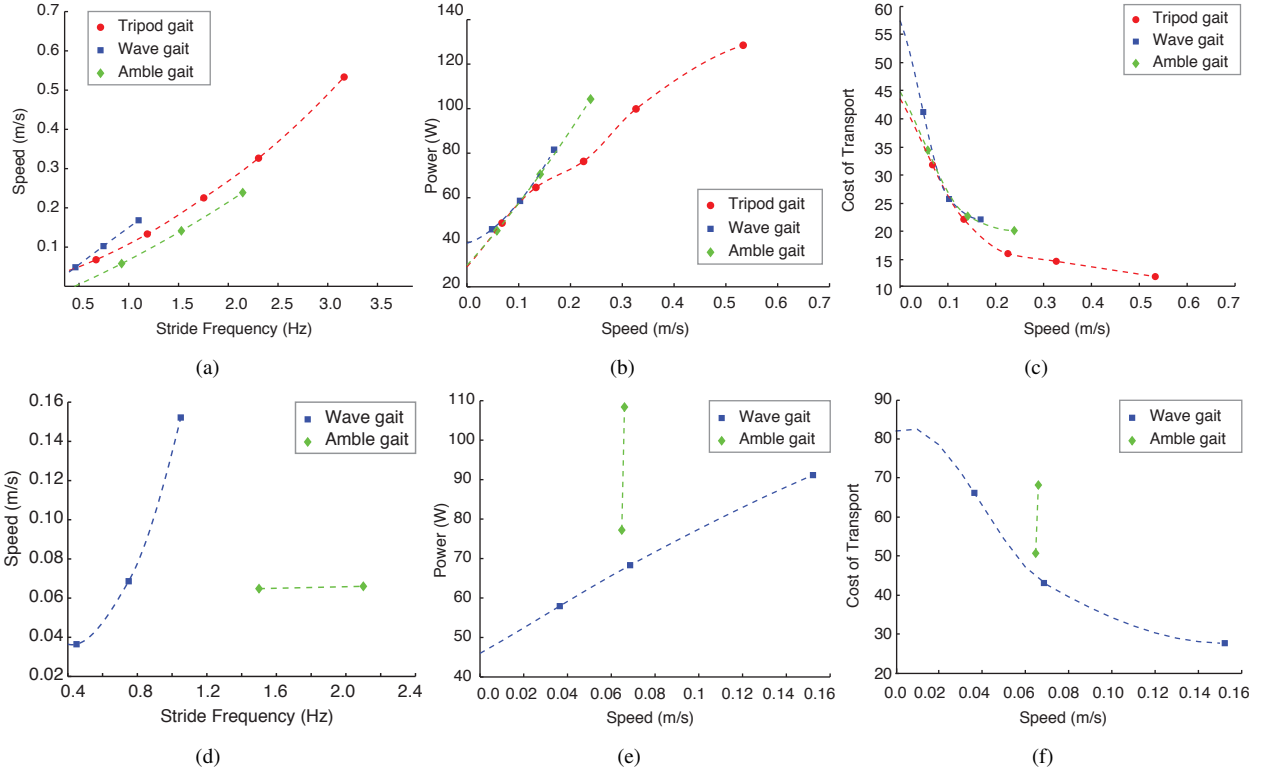 0.7
0.6
0.5
0.4
0.3
0.2
0.1
Speed (m/s)
Tripod gait
Wave gait
Amble gait
0.5 1.0 1.5 2.0 2.5 3.0 3.5
Stride Frequency (Hz)
(a)
140
120
100
80
60
40
20
Power (W)
Tripod gait
Wave gait
Amble gait
0.0 0.1 0.2 0.3 0.4 0.5 0.6 0.7
Speed (m/s)
(b)
60
55
50
45
40
35
30
25
20
15
10
Cost of Transport
Tripod gait
Wave gait
Amble gait
0.0 0.1 0.2 0.3 0.4 0.5 0.6 0.7
Speed (m/s)
(c)
0.16
0.14
0.12
0.10
0.08
0.06
0.04
0.02
Speed (m/s)
Wave gait
Amble gait
0.4 0.8 1.2 1.6 2.0 2.4
Stride Frequency (Hz)
(d)
110
100
90
80
70
60
50
40
Power (W)
Wave gait
Amble gait
0.0 0.02 0.04 0.06 0.08 0.10 0.12 0.14 0.16
Speed (m/s)
(e)
90
80
70
60
50
40
30
20
Cost of Transport
Wave gait
Amble gait
0.0 0.02 0.04 0.06 0.08 0.10 0.12 0.14 0.16
Speed (m/s)
(f)